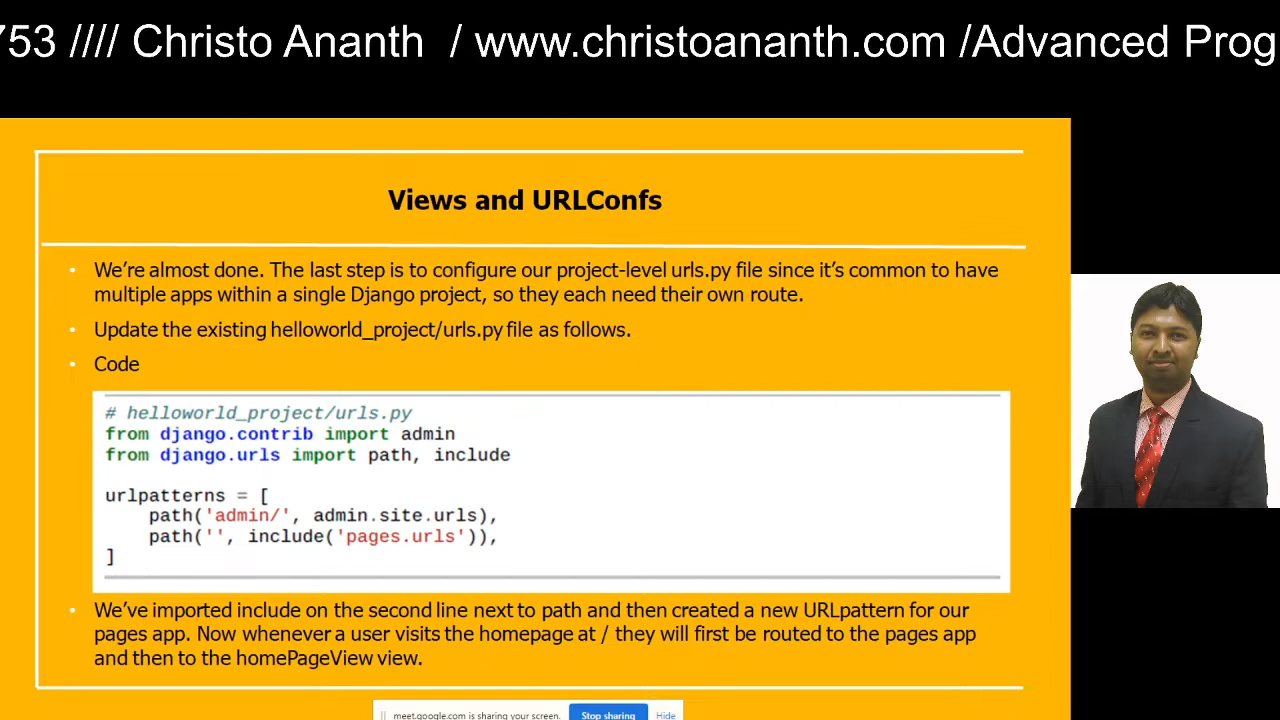 753 //// Christo Ananth / www.christoananth.com /Advanced Prog
Views and URLConfs
• We're almost done. The last step is to configure our project-level urls.py file since it's common to have
multiple apps within a single Django project, so they each need their own route.
• Update the existing helloworld_project/urls.py file as follows.
• Code
# helloworld_project/urls.py
from django.contrib import admin
from django.urls import path, include
urlpatterns = [
    path('admin/', admin.site.urls),
    path('', include('pages.urls')),
]
• We've imported include on the second line next to path and then created a new URLpattern for our
pages app. Now whenever a user visits the homepage at / they will first be routed to the pages app
and then to the homePageView view.
meet.google.com is sharing your screen. Stop sharing Hide